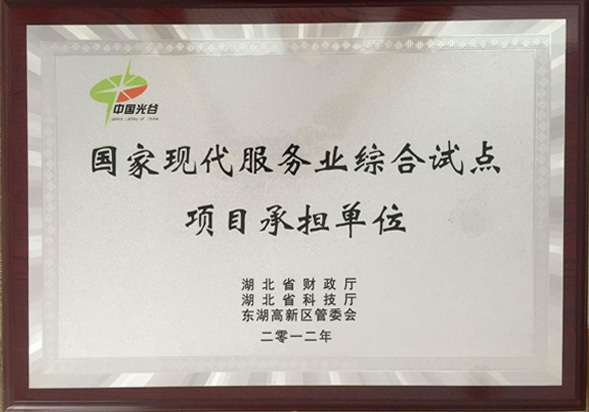 中国光谷
国家现代服务业综合试点
项目承担单位
湖北省财政厅
湖北省科技厅
东湖高新区管委会
二零一二年